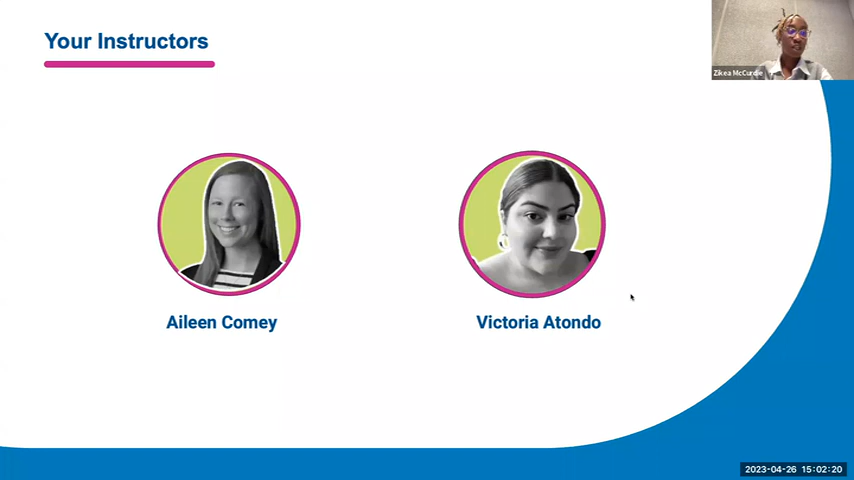 Your Instructors
Zikea McCurdie
Aileen Comey
Victoria Atondo
2023-04-26 15:02:20